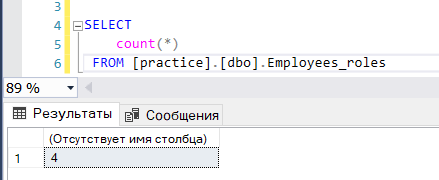 3
4 SELECT
5 count(*)
6 FROM [practice].[dbo].Employees_roles
89 %
Результаты Сообщения
(Отсутствует имя столбца)
1 4